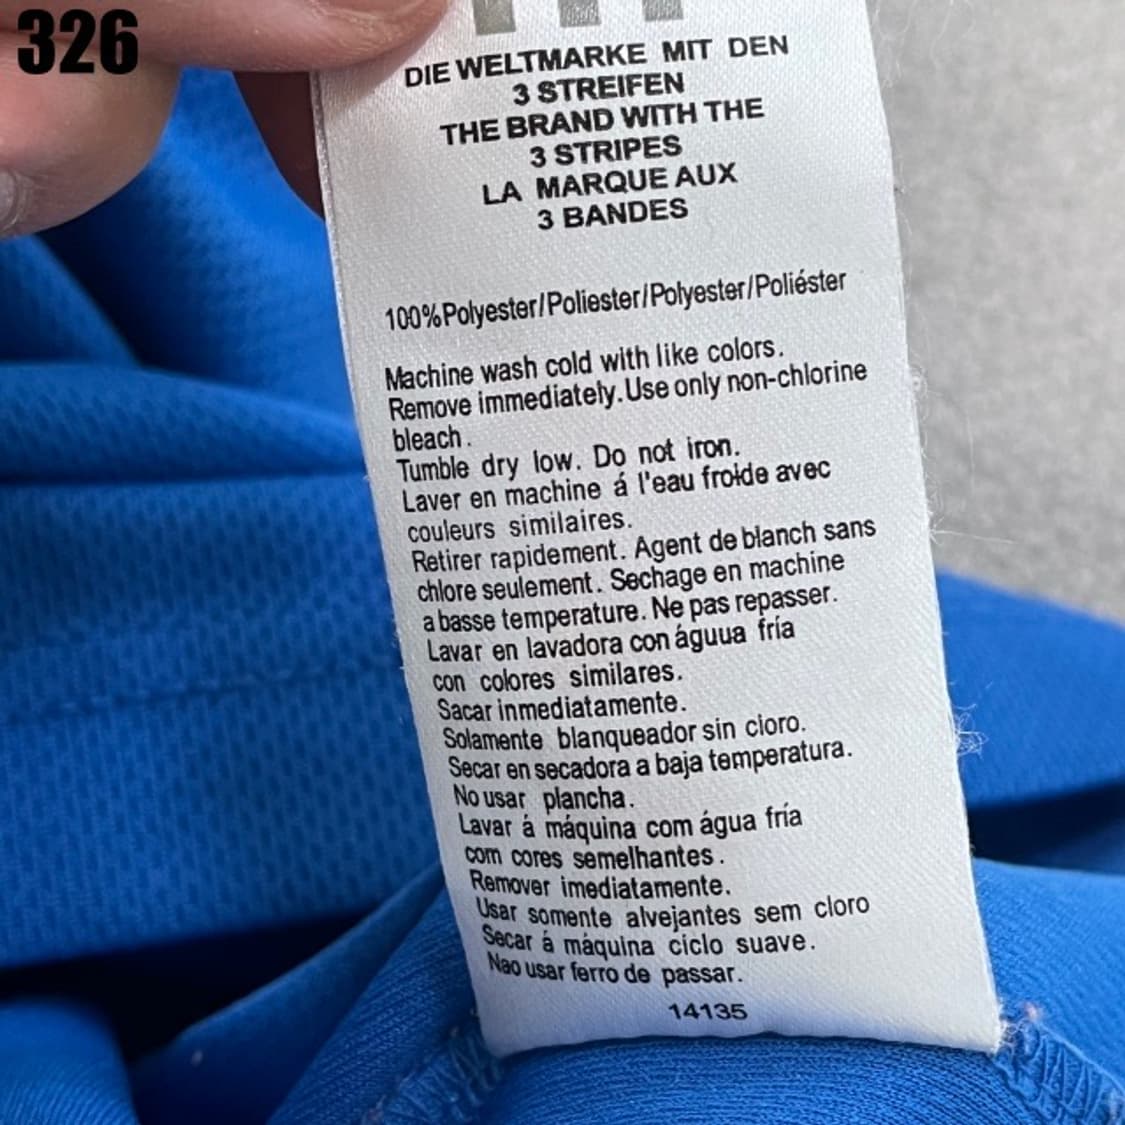 326
DIE WELTMARKE MIT DEN
3 STREIFEN
THE BRAND WITH THE
3 STRIPES
LA MARQUE AUX
3 BANDES
100%Polyester/Poliester/Polyester/Poliéster
Machine wash cold with like colors.
Remove immediately.Use only non-chlorine
bleach.
Tumble dry low. Do not iron.
Laver en machine á l'eau froide avec
couleurs similaires.
Retirer rapidement. Agent de blanch sans
chlore seulement. Sechage en machine
a basse temperature. Ne pas repasser.
Lavar en lavadora con águua fría
con colores similares.
Sacar inmediatamente.
Solamente blanqueador sin cloro.
Secar en secadora a baja temperatura.
No usar plancha.
Lavar á máquina com água fría
com cores semelhantes.
Remover imediatamente.
Usar somente alvejantes sem cloro
Secar á máquina ciclo suave.
Nao usar ferro de passar.
14135